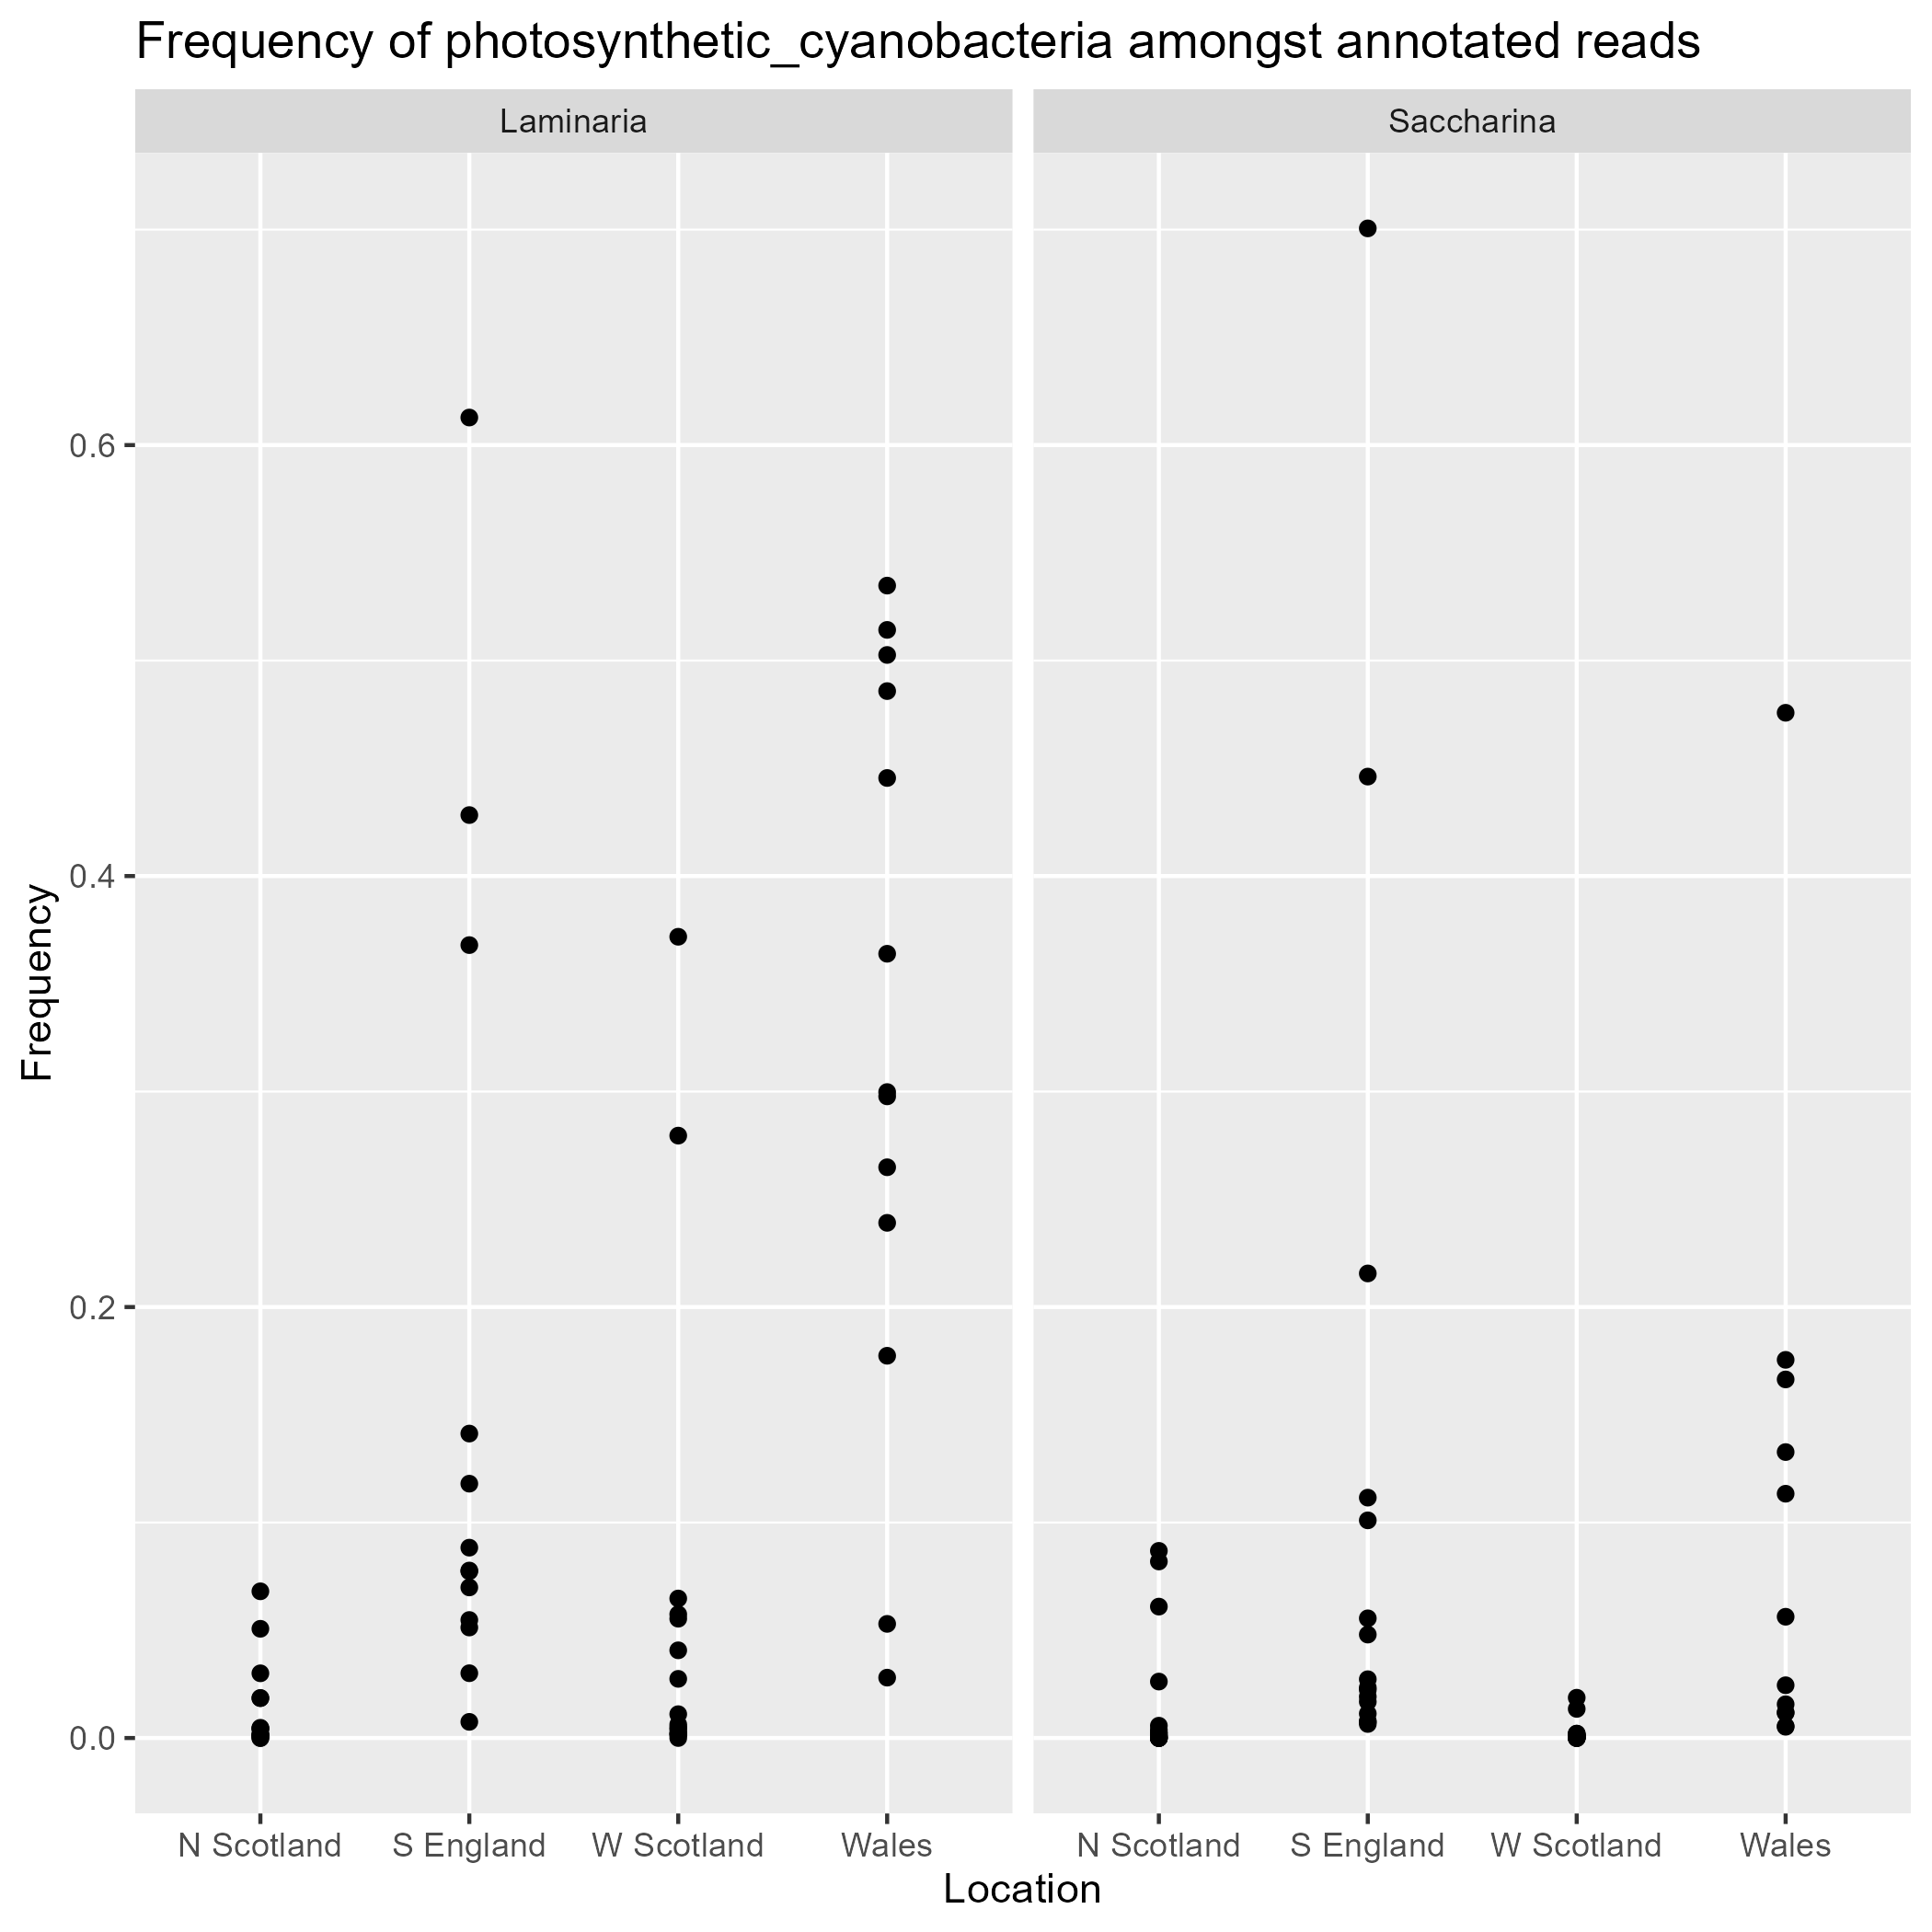 Frequency of photosynthetic_cyanobacteria amongst annotated reads
Laminaria
Saccharina
Frequency
0.6
0.4
0.2
0.0
N Scotland
S England
W Scotland
Wales
N Scotland
S England
W Scotland
Wales
Location